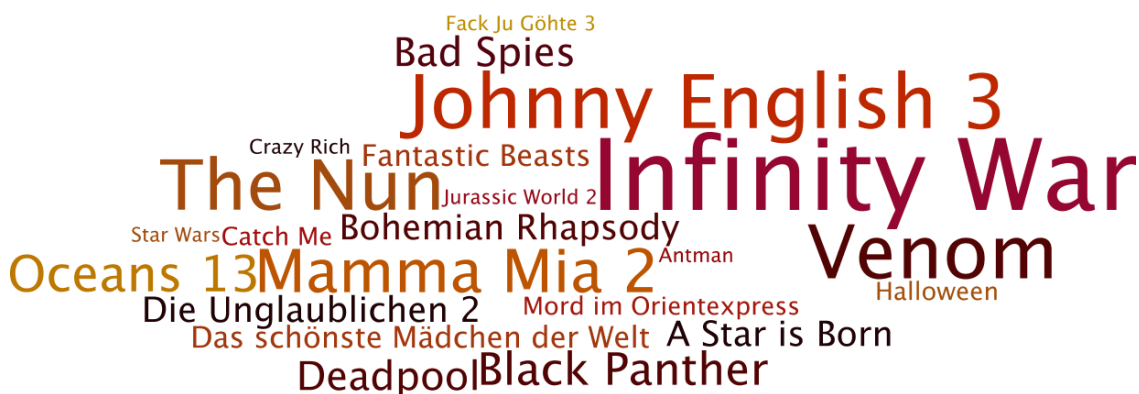 Fack Ju Göhte 3
Bad Spies
Johnny English 3
Crazy Rich
Fantastic Beasts
Infinity War
The Nun
Jurassic World 2
Star Wars
Catch Me
Bohemian Rhapsody
Venom
Oceans 13
Mamma Mia 2
Antman
Halloween
Die Unglaublichen 2
Mord im Orientexpress
Das schönste Mädchen der Welt
A Star is Born
Deadpool
Black Panther